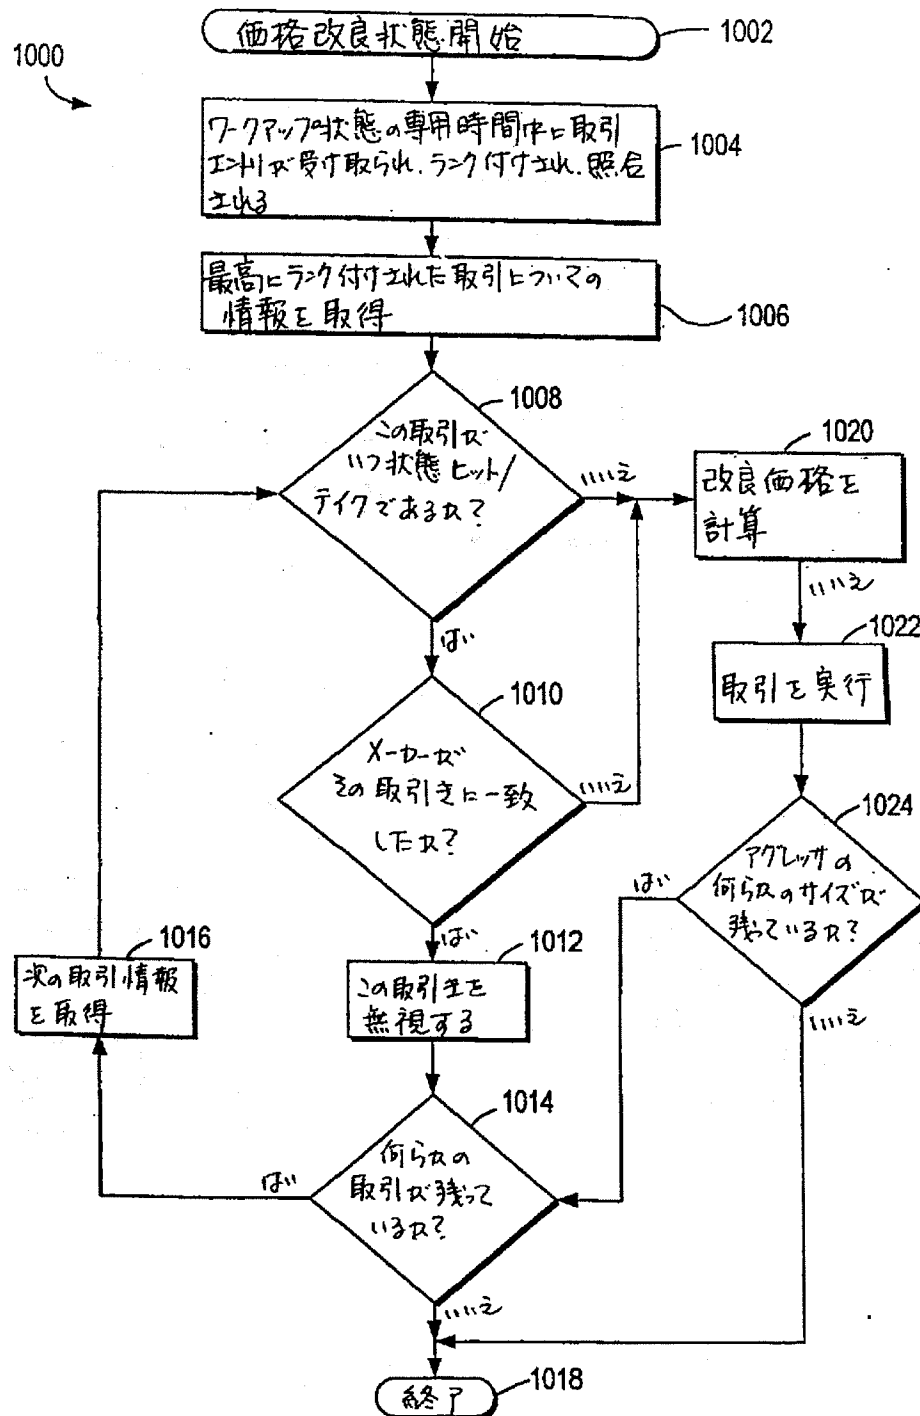 1000
価格改良状態開始
1002
ワークアップ状態の専用時間中に取引
エントリが受け取られ、ランク付けされ、照合
される
1004
最高にランク付けされた取引についての
情報を取得
1006
1008
この取引が
いつ状態ヒット/
テイクであるか?
いいえ
はい
1020
改良価格を
計算
いいえ
1022
取引を実行
1010
メーカーが
その取引きに一致
したか?
いいえ
はい
1024
アグレッサの
何らかのサイズが
残っているか?
はい
いいえ
1016
次の取引情報
を取得
1012
この取引きを
無視する
1014
何らかの
取引が残って
いるか?
はい
いいえ
終了
1018